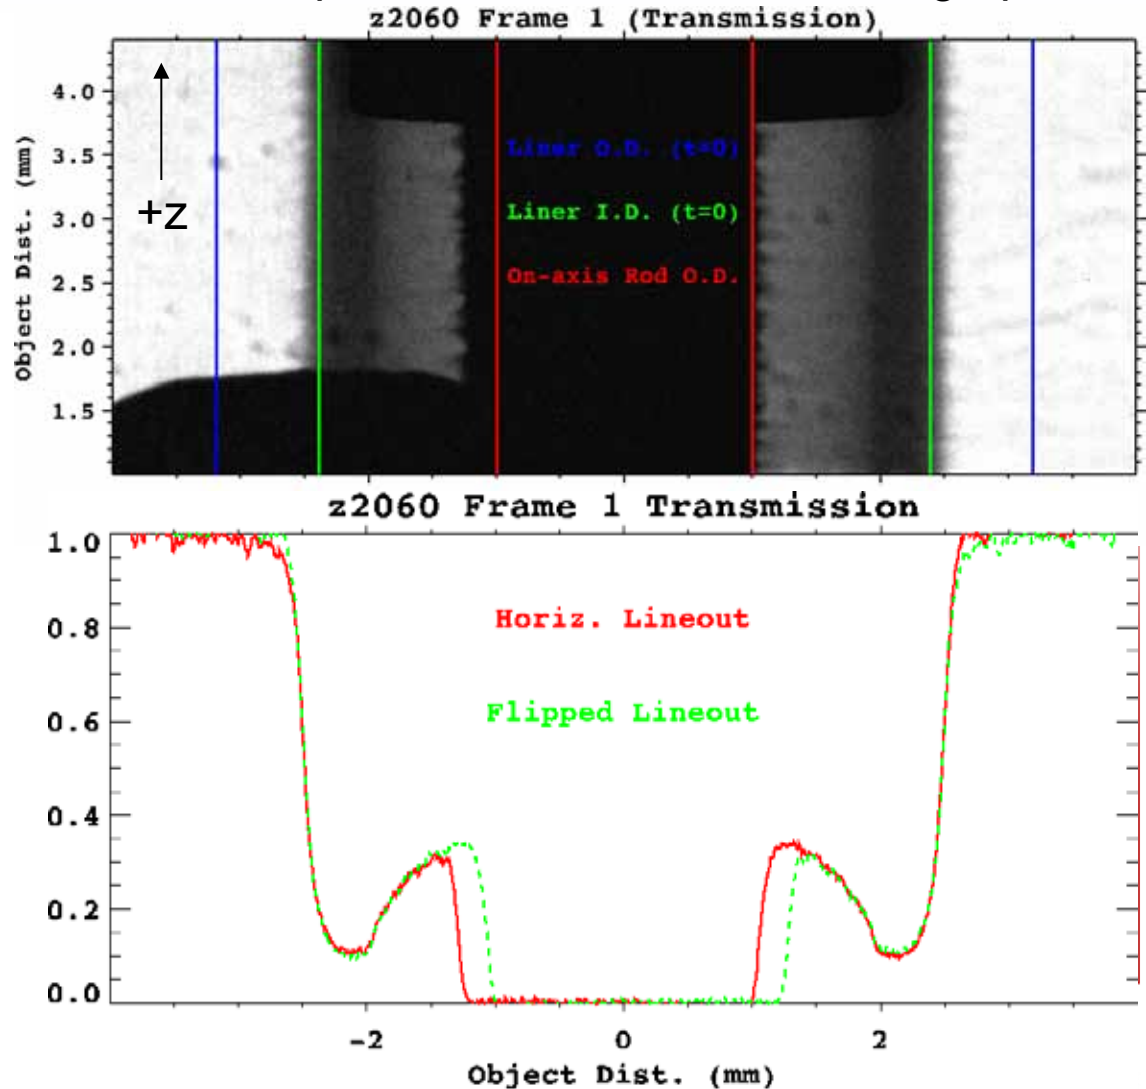 z2060 Frame 1 (Transmission)
4.0
3.5
3.0
2.5
2.0
1.5
Object Dist. (mm)
+z
Liner O.D. (t=0)
Liner I.D. (t=0)
On-axis Rod O.D.
z2060 Frame 1 Transmission
1.0
0.8
0.6
0.4
0.2
0.0
Horiz. Lineout
Flipped Lineout
-2
0
2
Object Dist. (mm)